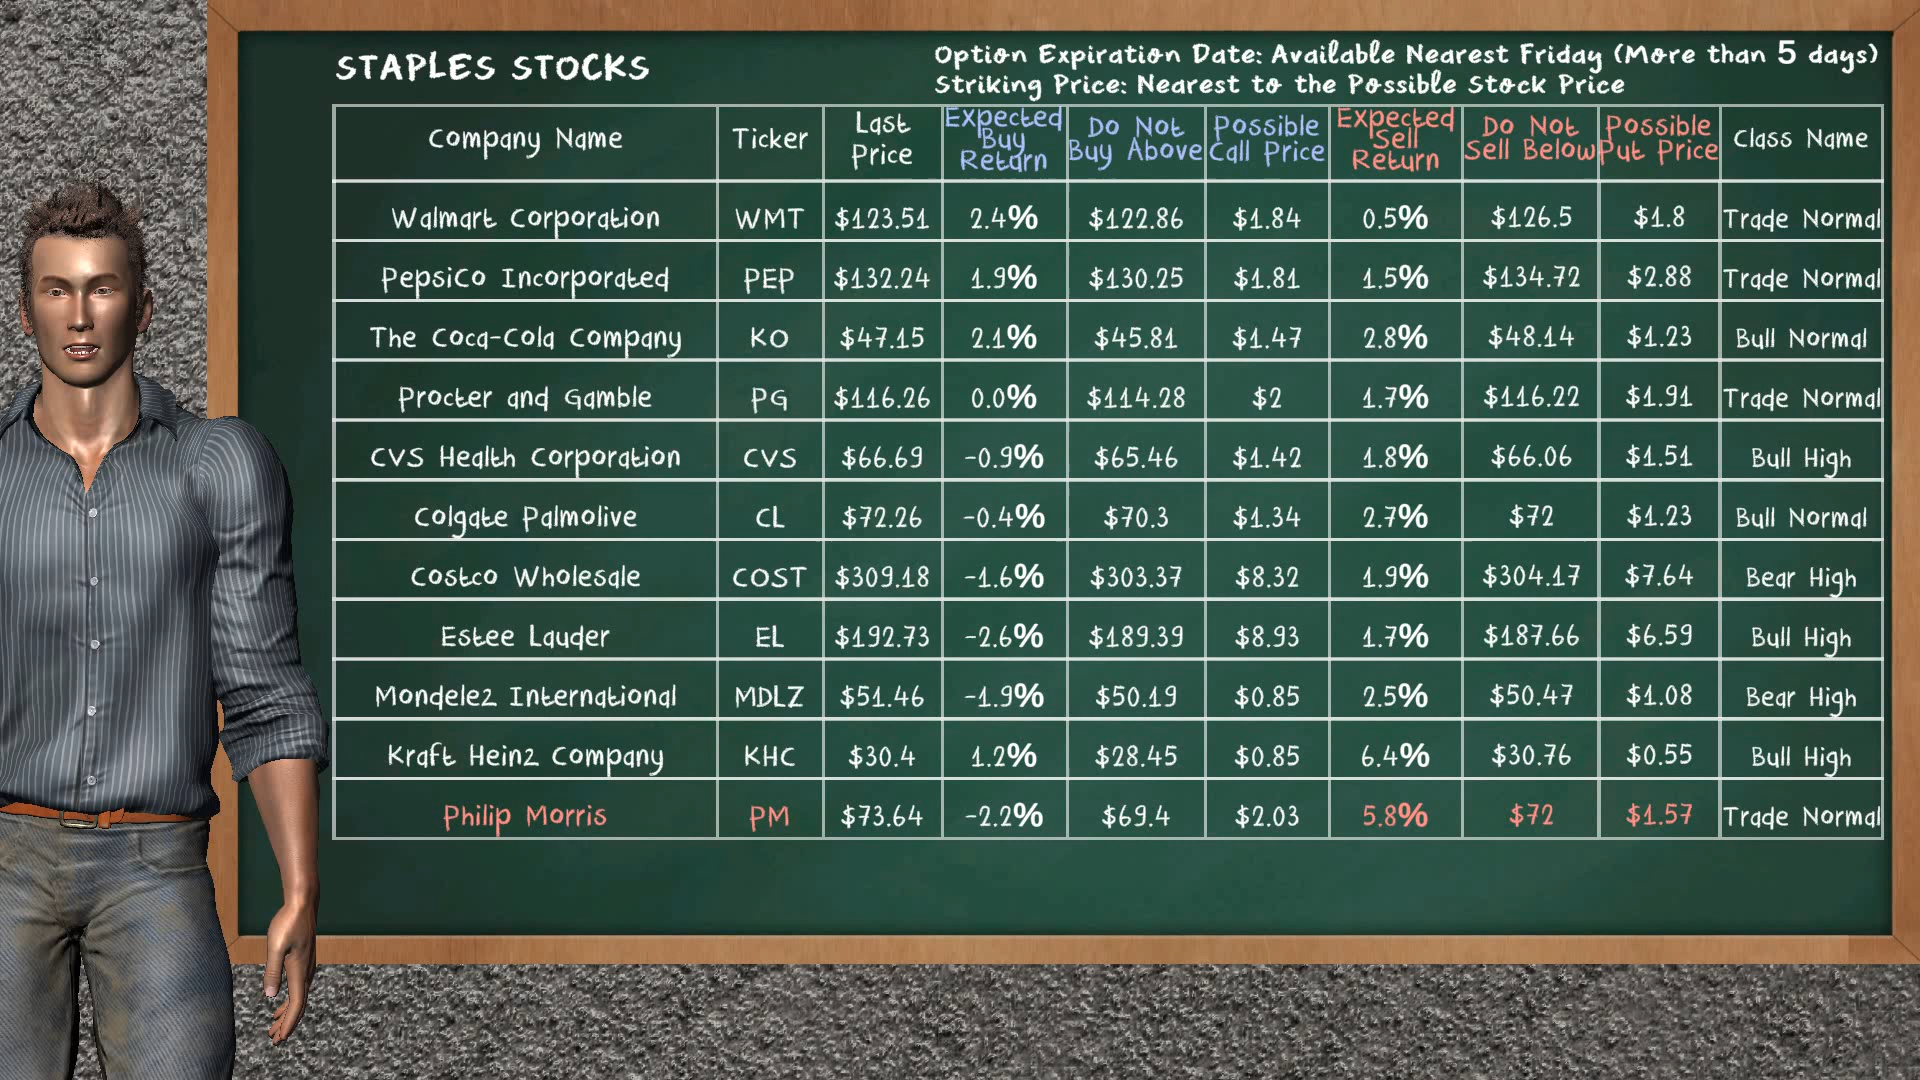 STAPLES STOCKS
Option Expiration Date: Available Nearest Friday (More than 5 days)
Striking Price: Nearest to the Possible Stock Price
Company Name Ticker Last Price Expected Buy Return Do Not Buy Above Possible Call Price Expected Sell Return Do Not Sell Below Possible Put Price Class Name
Walmart Corporation WMT $123.51 2.4% $122.86 $1.84 0.5% $126.5 $1.8 Trade Normal
PepsiCo Incorporated PEP $132.24 1.9% $130.25 $1.81 1.5% $134.72 $2.88 Trade Normal
The Coca-Cola Company KO $47.15 2.1% $45.81 $1.47 2.8% $48.14 $1.23 Bull Normal
Procter and Gamble PG $116.26 0.0% $114.28 $2 1.7% $116.22 $1.91 Trade Normal
CVS Health Corporation CVS $66.69 -0.9% $65.46 $1.42 1.8% $66.06 $1.51 Bull High
Colgate Palmolive CL $72.26 -0.4% $70.3 $1.34 2.7% $72 $1.23 Bull Normal
Costco Wholesale COST $309.18 -1.6% $303.37 $8.32 1.9% $304.17 $7.64 Bear High
Estee Lauder EL $192.73 -2.6% $189.39 $8.93 1.7% $187.66 $6.59 Bull High
Mondelez International MDLZ $51.46 -1.9% $50.19 $0.85 2.5% $50.47 $1.08 Bear High
Kraft Heinz Company KHC $30.4 1.2% $28.45 $0.85 6.4% $30.76 $0.55 Bull High
Philip Morris PM $73.64 -2.2% $69.4 $2.03 5.8% $72 $1.57 Trade Normal